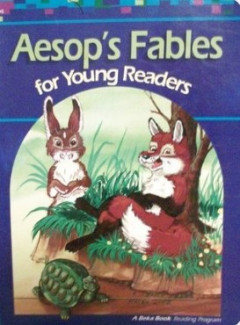 Aesop's Fables
for Young Readers
A Beka Book Reading Program